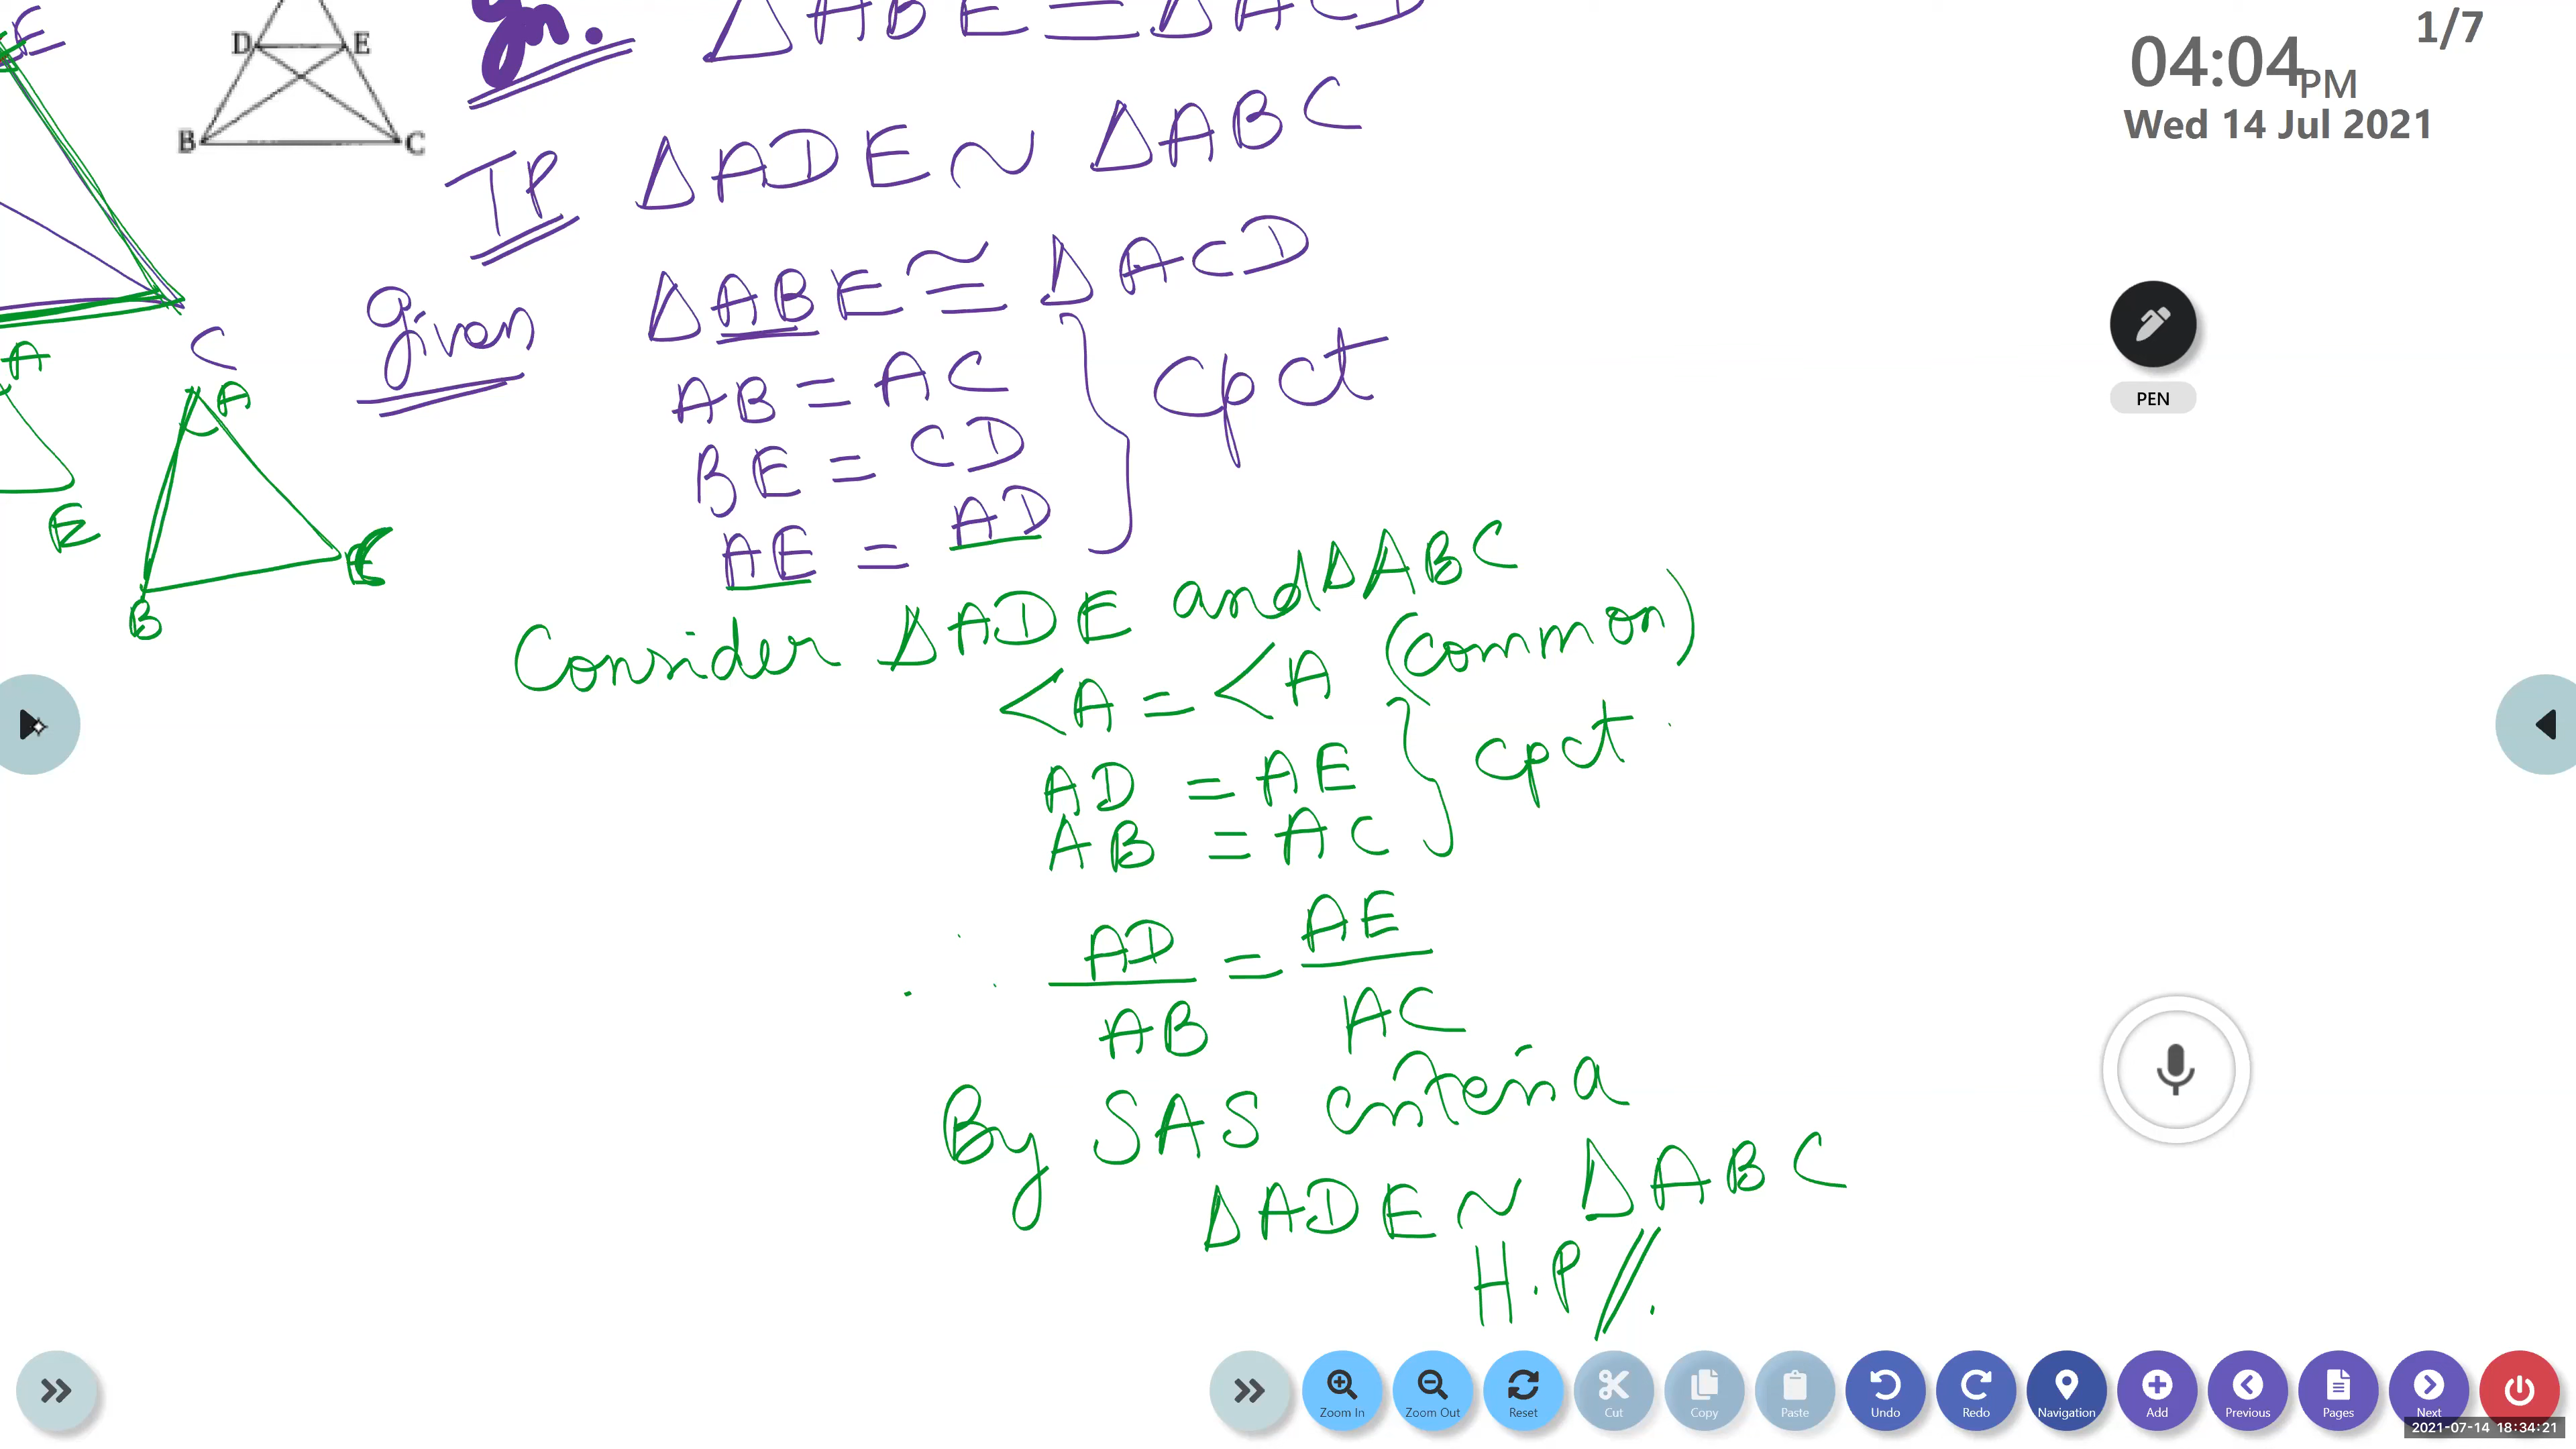 E
D E
gn. △ABE≅△ACD
B C
TP △ADE ~ △ABC
Given △ABE ≅ △ACD
AB = AC
BE = CD
AE = AD
cpct
C
A
E
A
B
C
Consider △ADE and △ABC
<A = <A (common)
AD = AE
AB = AC
cpct
∴ AD/AB = AE/AC
By SAS criteria
△ADE ~ △ABC
H.P //.
1/7
04:04PM
Wed 14 Jul 2021
PEN
Zoom In Zoom Out Reset Cut Copy Paste Undo Redo Navigation Add Previous Pages Next
2021-07-14 18:34:21